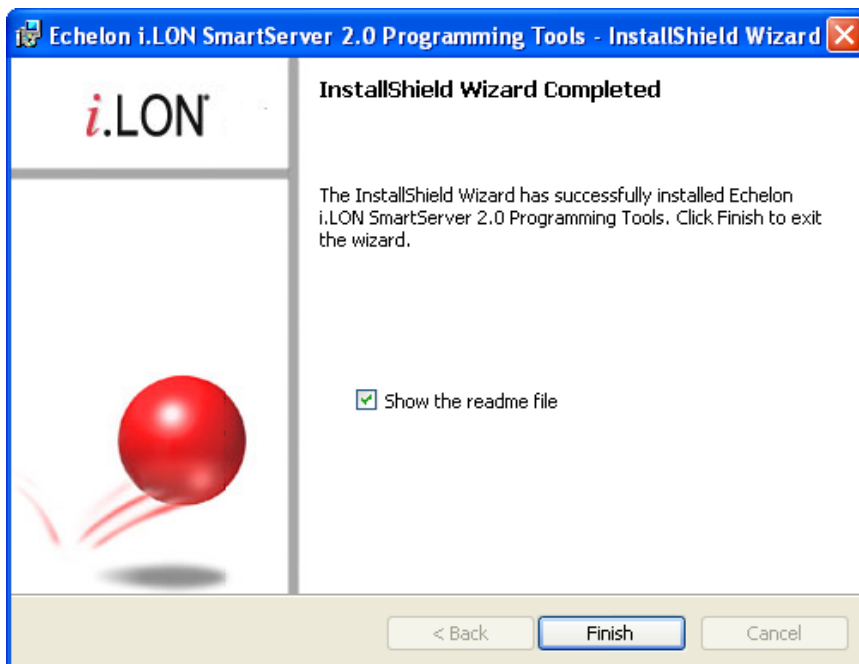 Echelon i.LON SmartServer 2.0 Programming Tools - InstallShield Wizard
i.LON®
InstallShield Wizard Completed
The InstallShield Wizard has successfully installed Echelon
i.LON SmartServer 2.0 Programming Tools. Click Finish to exit
the wizard.
Show the readme file
< Back
Finish
Cancel